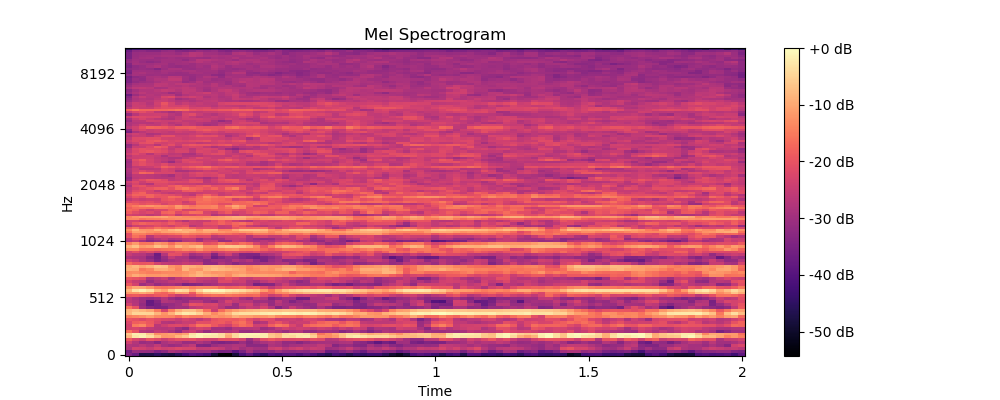 Mel Spectrogram
+0 dB
8192
-10 dB
4096
-20 dB
2048
Hz
-30 dB
1024
-40 dB
512
-50 dB
0
0 0.5 1 1.5 2
Time